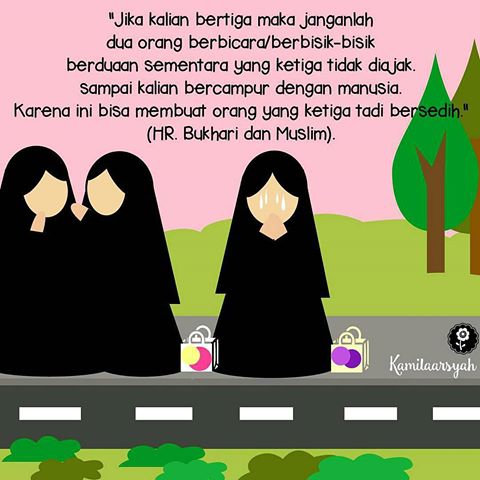 "Jika kalian bertiga maka janganlah
dua orang berbicara/berbisik-bisik
berduaan sementara yang ketiga tidak diajak.
sampai kalian bercampur dengan manusia.
Karena ini bisa membuat orang yang ketiga tadi bersedih."
(HR. Bukhari dan Muslim).
Kamilaarsyah